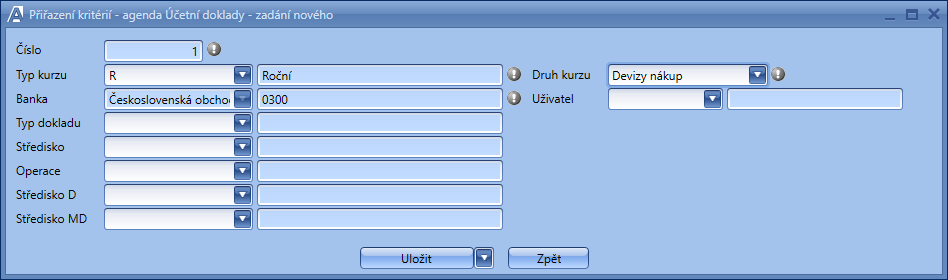 Přiřazení kritérií - agenda Účetní doklady - zadání nového
Číslo 1
Typ kurzu R Roční Druh kurzu Devizy nákup
Banka Československá obcho 0300 Uživatel
Typ dokladu
Středisko
Operace
Středisko D
Středisko MD
Uložit Zpět